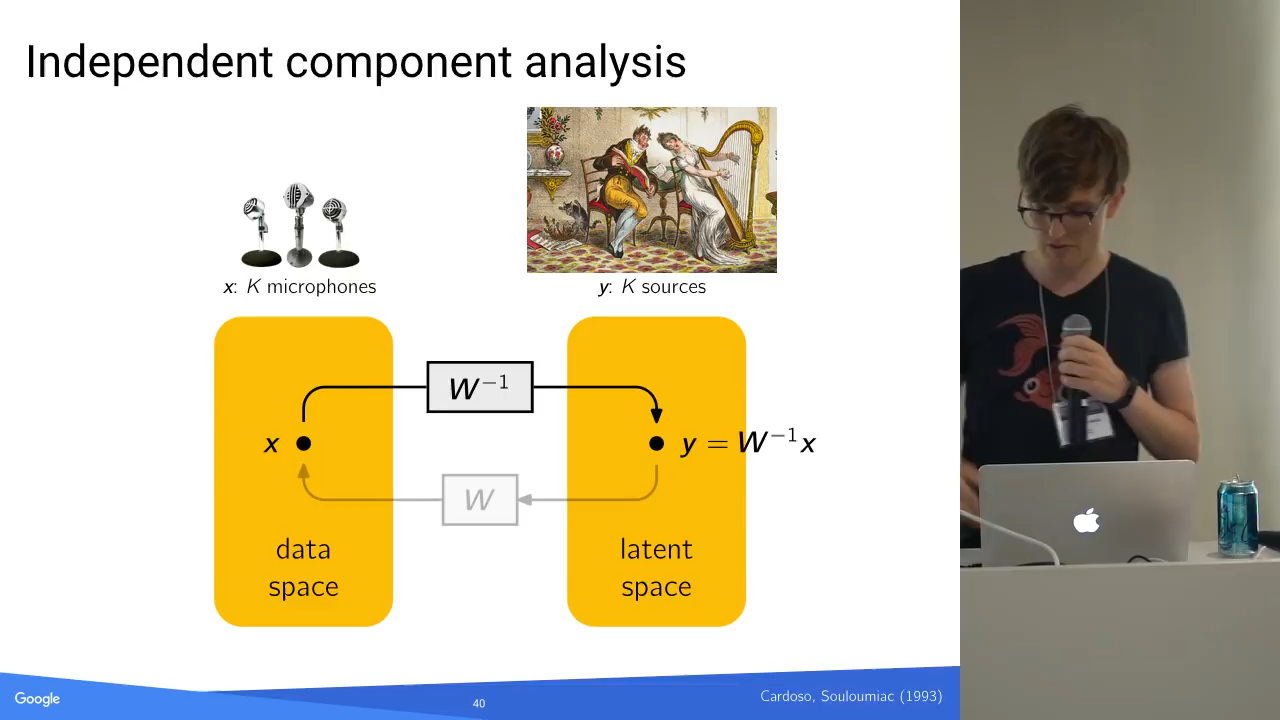 Independent component analysis
x: K microphones
y: K sources
W⁻¹
x
y = W⁻¹x
W
data
space
latent
space
Google
40
Cardoso, Souloumiac (1993)